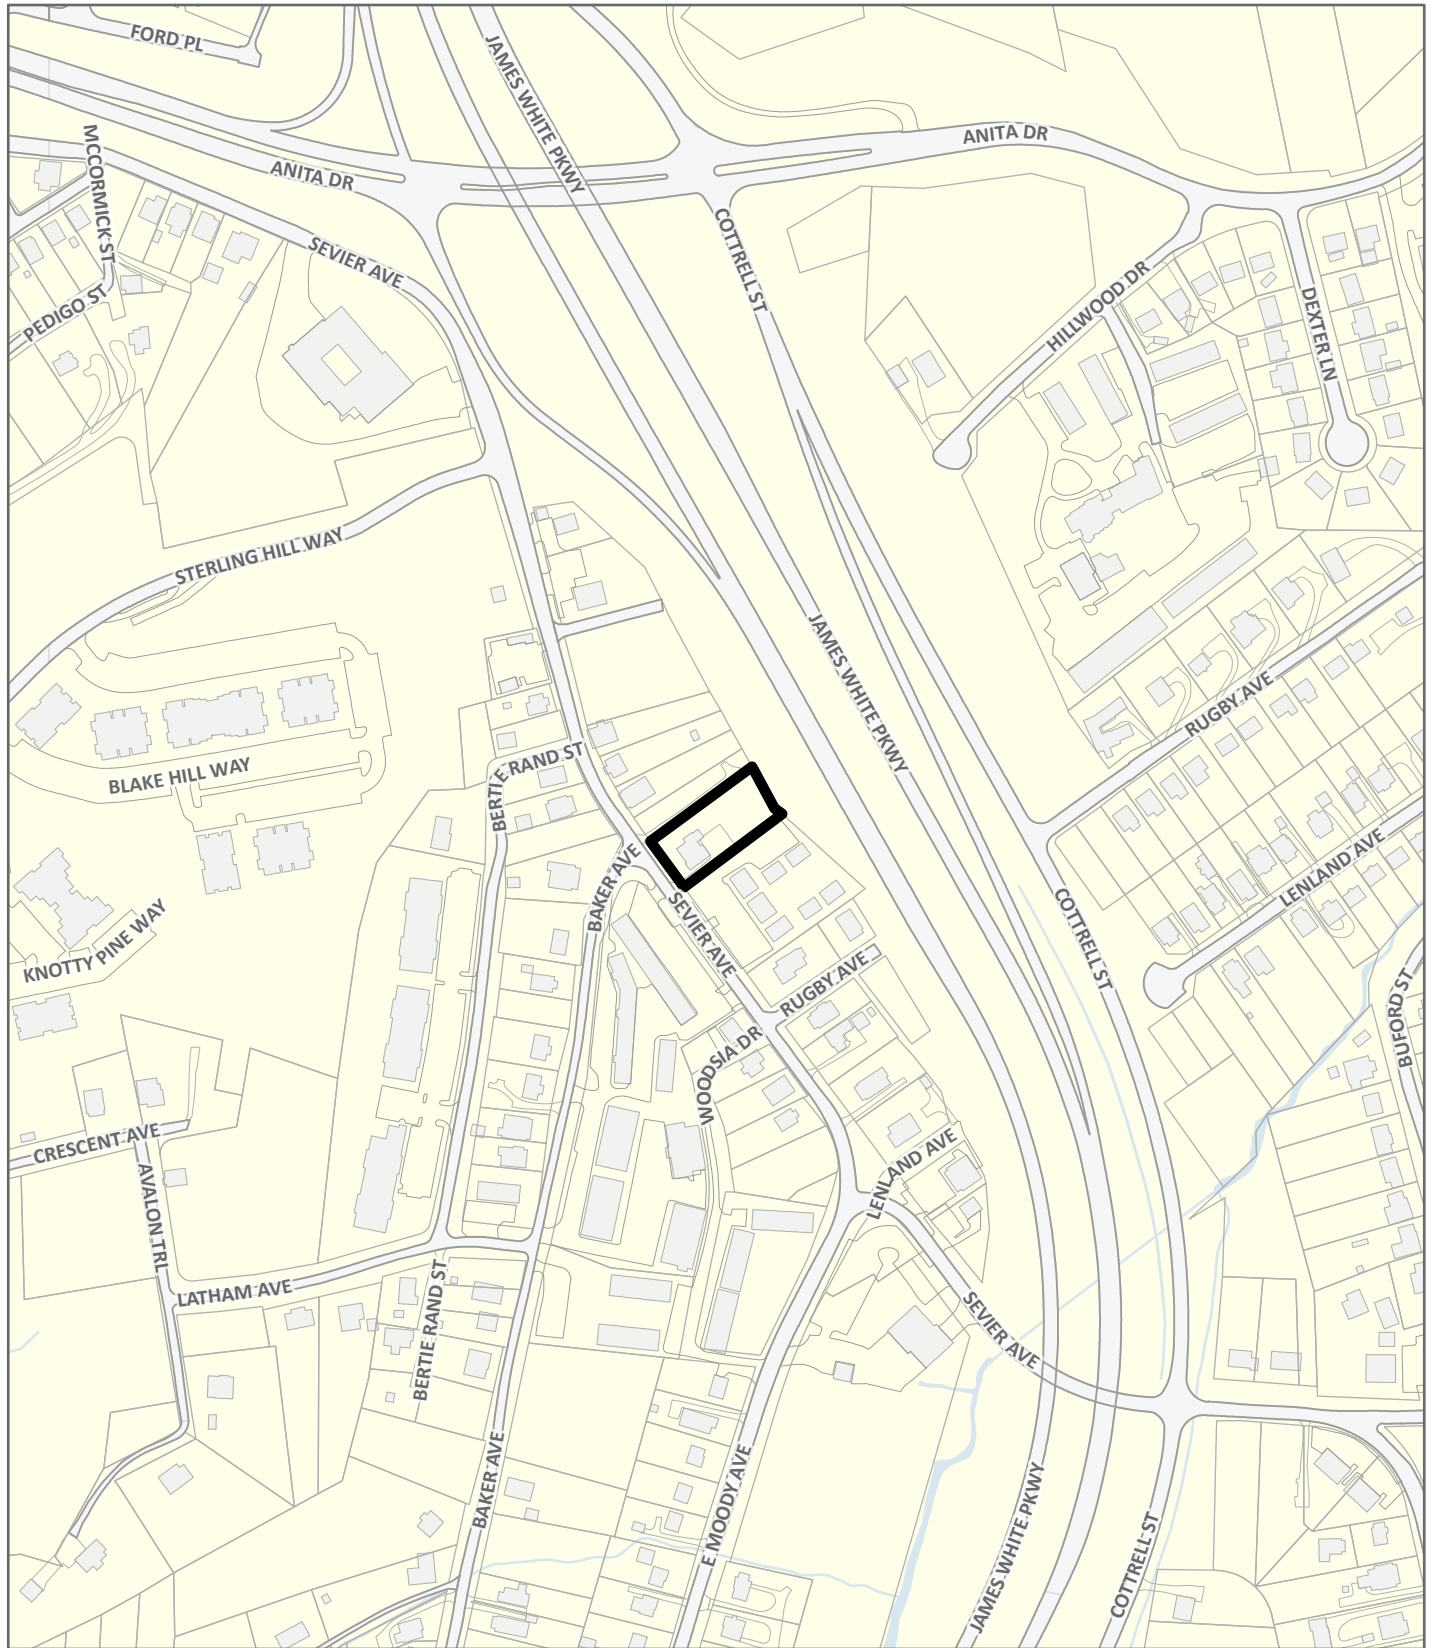 FORD PL
JAMES WHITE PKWY
ANITA DR
MCCORMICK ST
ANITA DR
COTTRELL ST
SEVIER AVE
HILLWOOD DR
PEDIGO ST
DEXTER LN
STERLING HILL WAY
JAMES WHITE PKWY
RUGBY AVE
BERTIE RAND ST
BLAKE HILL WAY
BERTIE RAND ST
LENLAND AVE
BAKER AVE
SEVIER AVE
COTTRELL ST
KNOTTY PINE WAY
RUGBY AVE
BUFORD ST
WOODSIA DR
CRESCENT AVE
LENLAND AVE
AVALON TRL
LATHAM AVE
BERTIE RAND ST
SEVIER AVE
BAKER AVE
E MOODY AVE
JAMES WHITE PKWY
COTTRELL ST